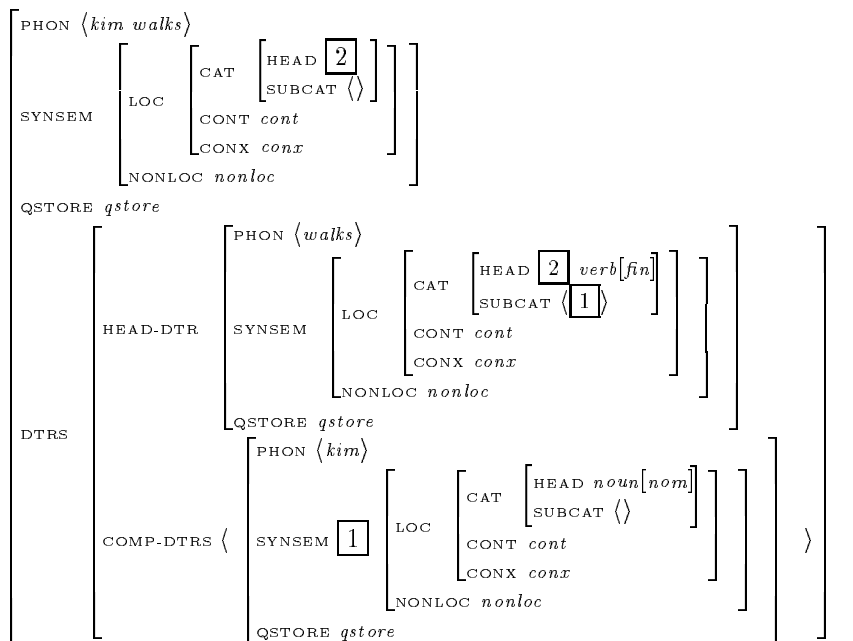 PHON ⟨kim walks⟩
CAT [HEAD 2
SUBCAT ⟨⟩]
LOC
SYNSEM
CONT cont
CONX conx
NONLOC nonloc
QSTORE qstore
PHON ⟨walks⟩
CAT [HEAD 2 verb[fin]
SUBCAT ⟨1⟩]
LOC
HEAD-DTR SYNSEM
CONT cont
CONX conx
NONLOC nonloc
QSTORE qstore
DTRS
PHON ⟨kim⟩
CAT [HEAD noun[nom]
SUBCAT ⟨⟩]
LOC
COMP-DTRS ⟨ SYNSEM 1 ⟩
CONT cont
CONX conx
NONLOC nonloc
QSTORE qstore